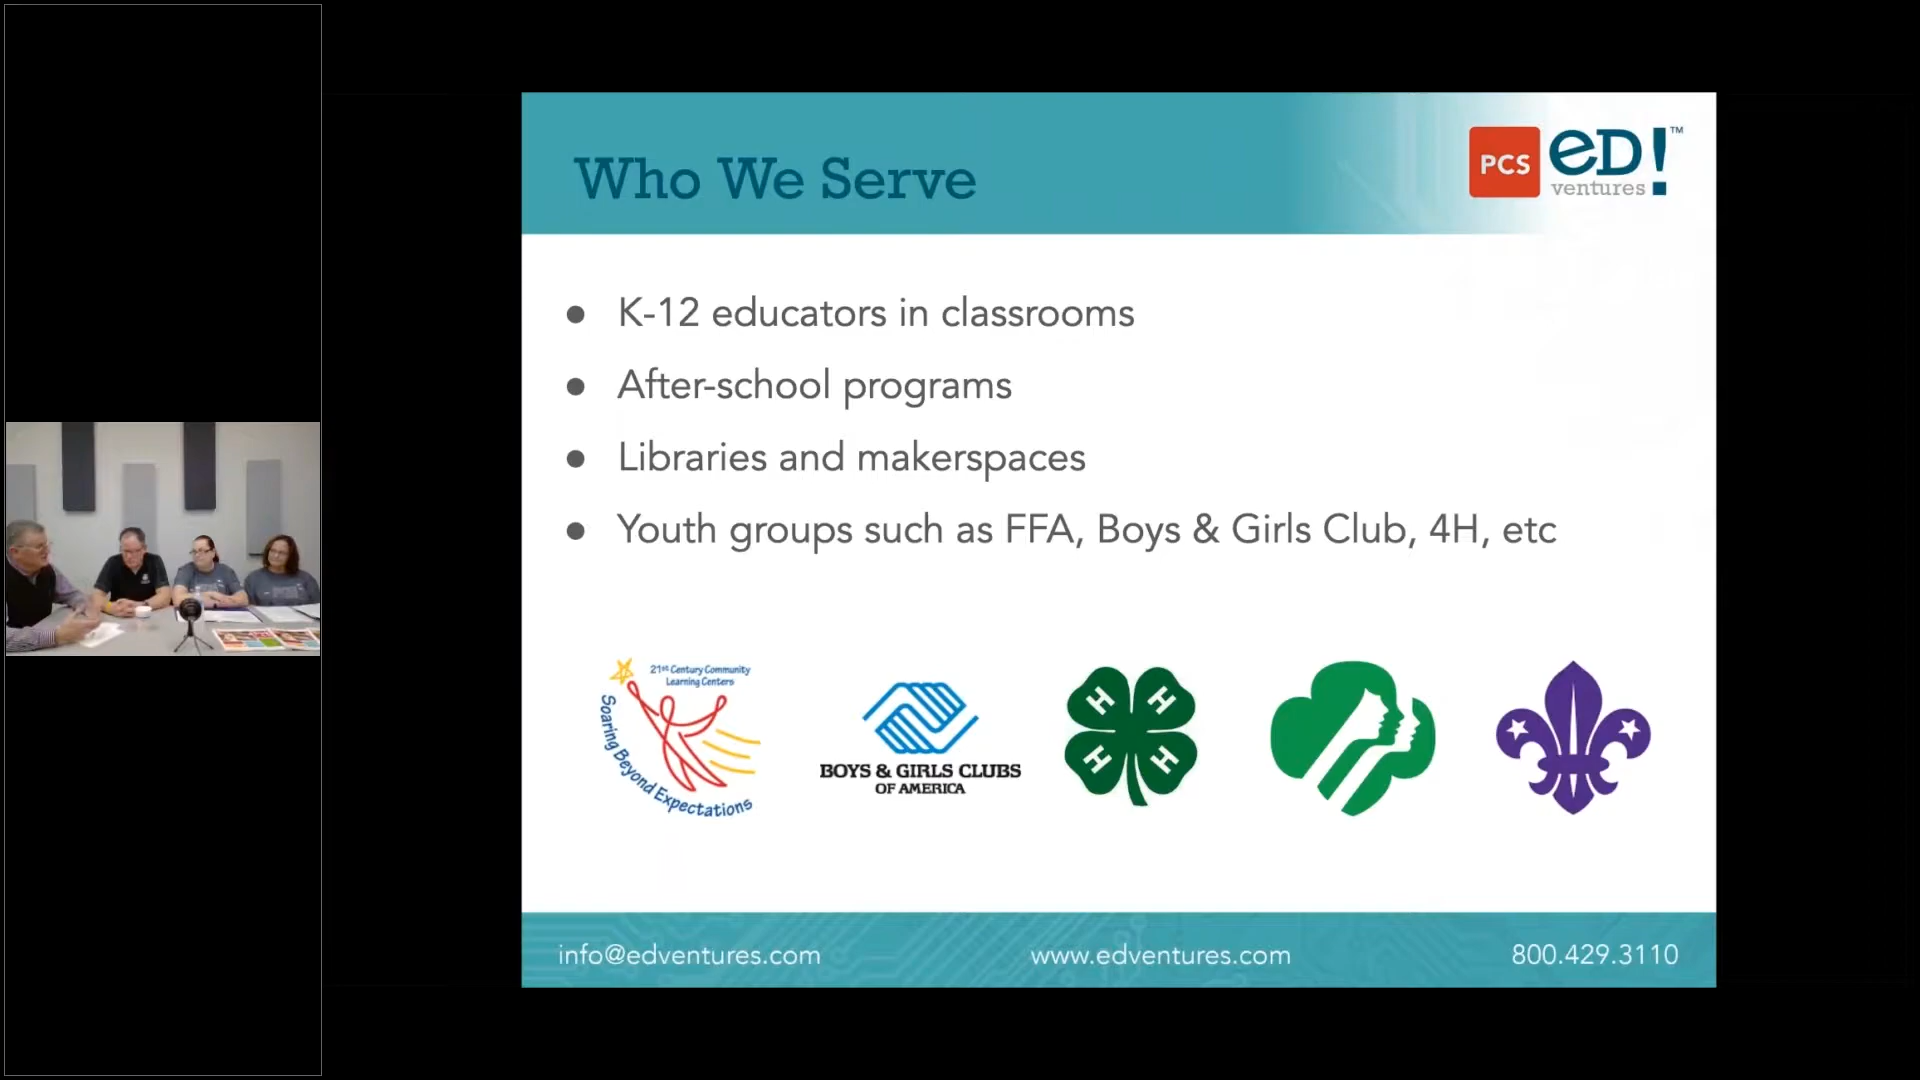 Who We Serve
PCS
eD!™
ventures
● K-12 educators in classrooms
● After-school programs
● Libraries and makerspaces
● Youth groups such as FFA, Boys & Girls Club, 4H, etc
21st Century Community
Learning Centers
Soaring Beyond Expectations
BOYS & GIRLS CLUBS
OF AMERICA
H H
H H
info@edventures.com
www.edventures.com
800.429.3110